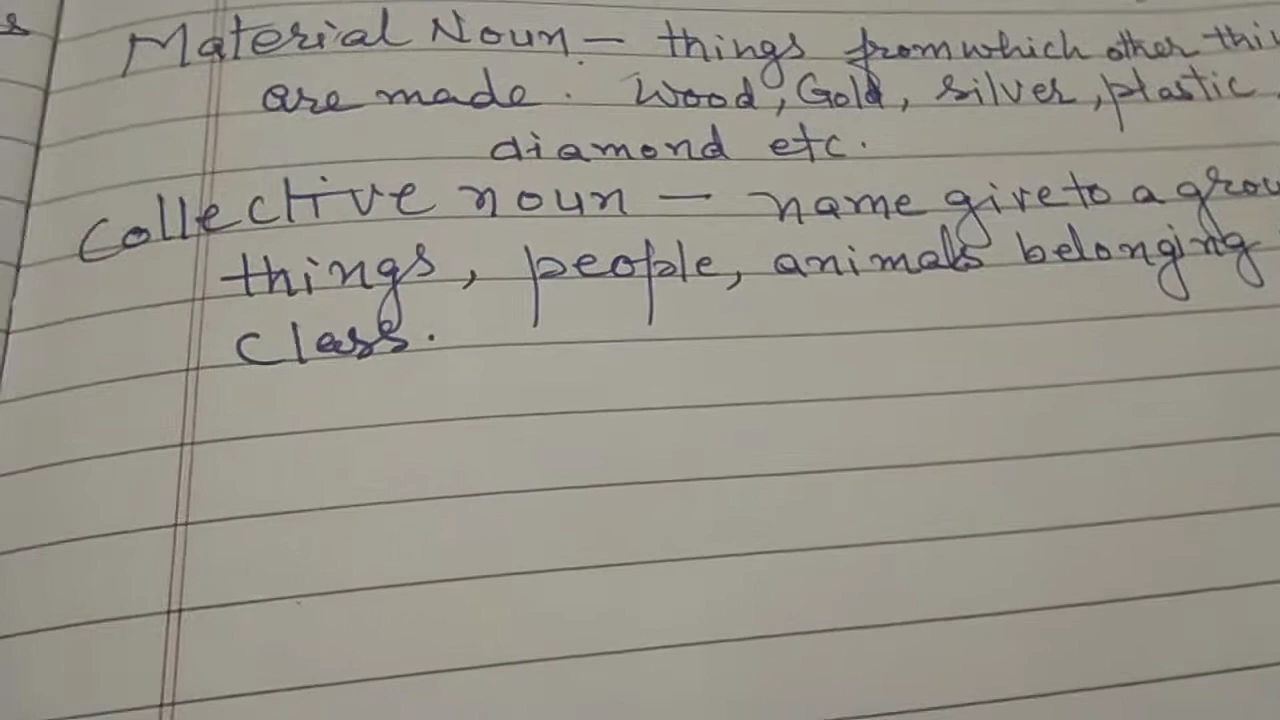 s
Material Noun - things from which other thi
are made. Wood, Gold, silver, plastic,
diamond etc.
Collective noun - name give to a grou
things, people, animals belonging
class.